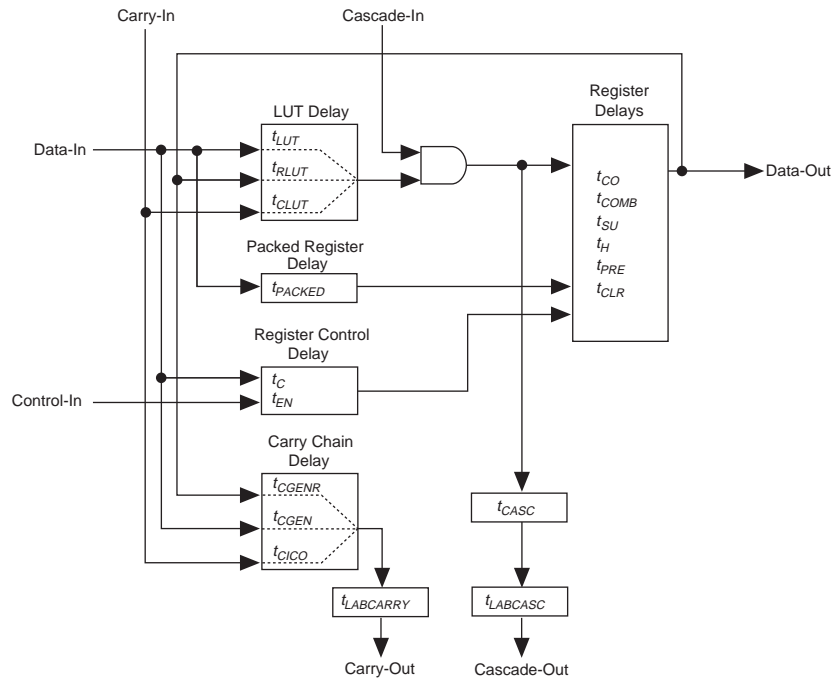 Carry-In
Cascade-In
LUT Delay
Register
Delays
Data-In
tLUT
tRLUT
tCLUT
tCO
tCOMB
tSU
tH
tPRE
tCLR
Data-Out
Packed Register
Delay
tPACKED
Register Control
Delay
tC
tEN
Control-In
Carry Chain
Delay
tCGENR
tCGEN
tCICO
tCASC
tLABCARRY
tLABCASC
Carry-Out
Cascade-Out